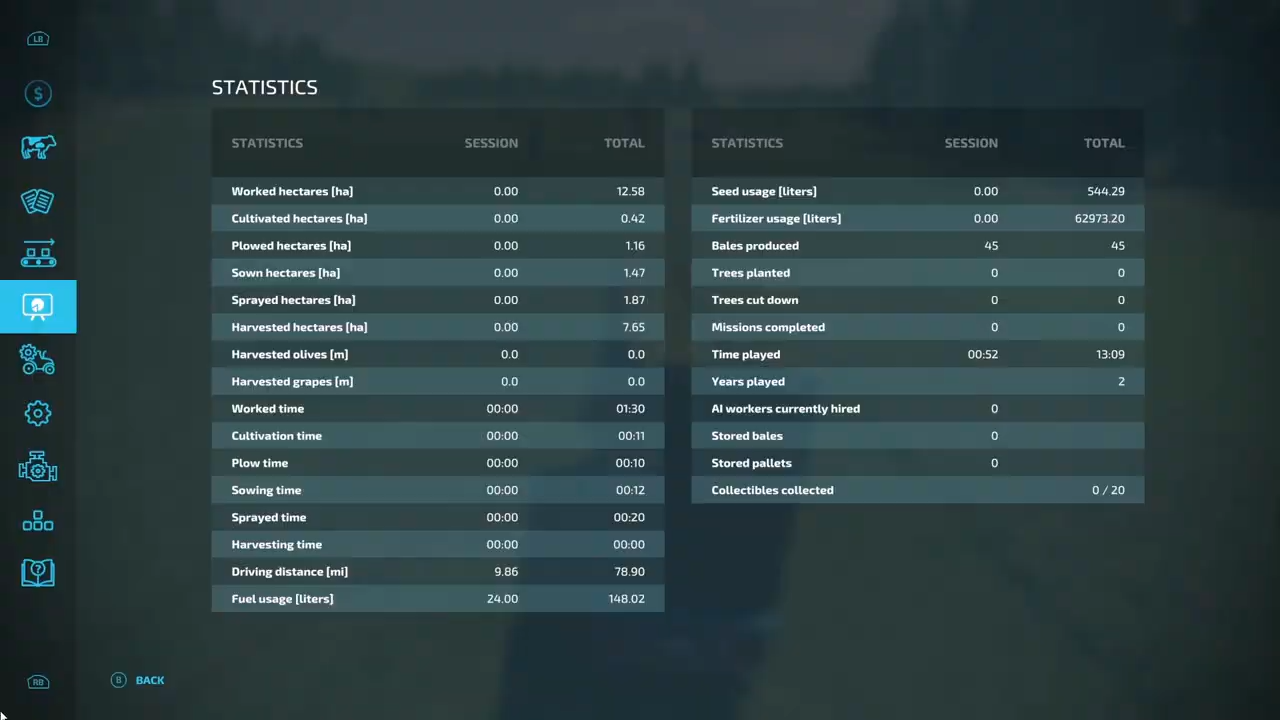 LB
STATISTICS
STATISTICS SESSION TOTAL
Worked hectares [ha] 0.00 12.58
Cultivated hectares [ha] 0.00 0.42
Plowed hectares [ha] 0.00 1.16
Sown hectares [ha] 0.00 1.47
Sprayed hectares [ha] 0.00 1.87
Harvested hectares [ha] 0.00 7.65
Harvested olives [m] 0.0 0.0
Harvested grapes [m] 0.0 0.0
Worked time 00:00 01:30
Cultivation time 00:00 00:11
Plow time 00:00 00:10
Sowing time 00:00 00:12
Sprayed time 00:00 00:20
Harvesting time 00:00 00:00
Driving distance [mi] 9.86 78.90
Fuel usage [liters] 24.00 148.02
STATISTICS SESSION TOTAL
Seed usage [liters] 0.00 544.29
Fertilizer usage [liters] 0.00 62973.20
Bales produced 45 45
Trees planted 0 0
Trees cut down 0 0
Missions completed 0 0
Time played 00:52 13:09
Years played 2
AI workers currently hired 0
Stored bales 0
Stored pallets 0
Collectibles collected 0 / 20
RB
B BACK